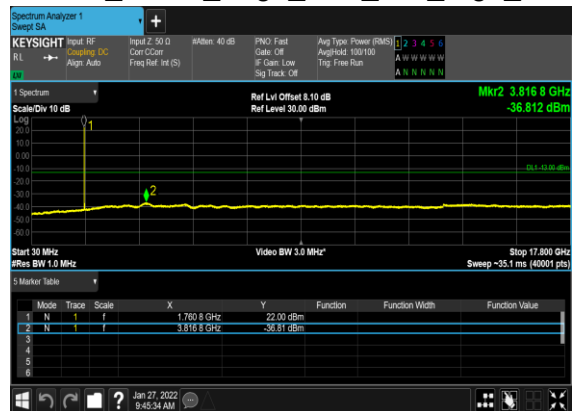 Spectrum Analyzer 1
Swept SA
+
KEYSIGHT Input: RF Input Z: 50 Ω #Atten: 40 dB PNO: Fast Avg Type: Power (RMS) 1 2 3 4 5 6
RL Coupling: DC Corr CCorr Gate: Off Avg|Hold: 100/100 A W W W W W
Align: Auto Freq Ref: Int (S) IF Gain: Low Trig: Free Run
Sig Track: Off A N N N N N
1 Spectrum Ref Lvl Offset 8.10 dB Mkr2 3.816 8 GHz
Scale/Div 10 dB Ref Level 30.00 dBm -36.812 dBm
Log
20.0
10.0
0.00
-10.0
-20.0
-30.0
-40.0
-50.0
-60.0
1
2
DL1 -13.00 dBm
Start 30 MHz Video BW 3.0 MHz* Stop 17.800 GHz
#Res BW 1.0 MHz Sweep ~35.1 ms (40001 pts)
5 Marker Table
Mode Trace Scale X Y Function Function Width Function Value
1 N 1 f 1.760 8 GHz 22.00 dBm
2 N 1 f 3.816 8 GHz -36.81 dBm
3
4
5
6
? Jan 27, 2022
9:45:34 AM